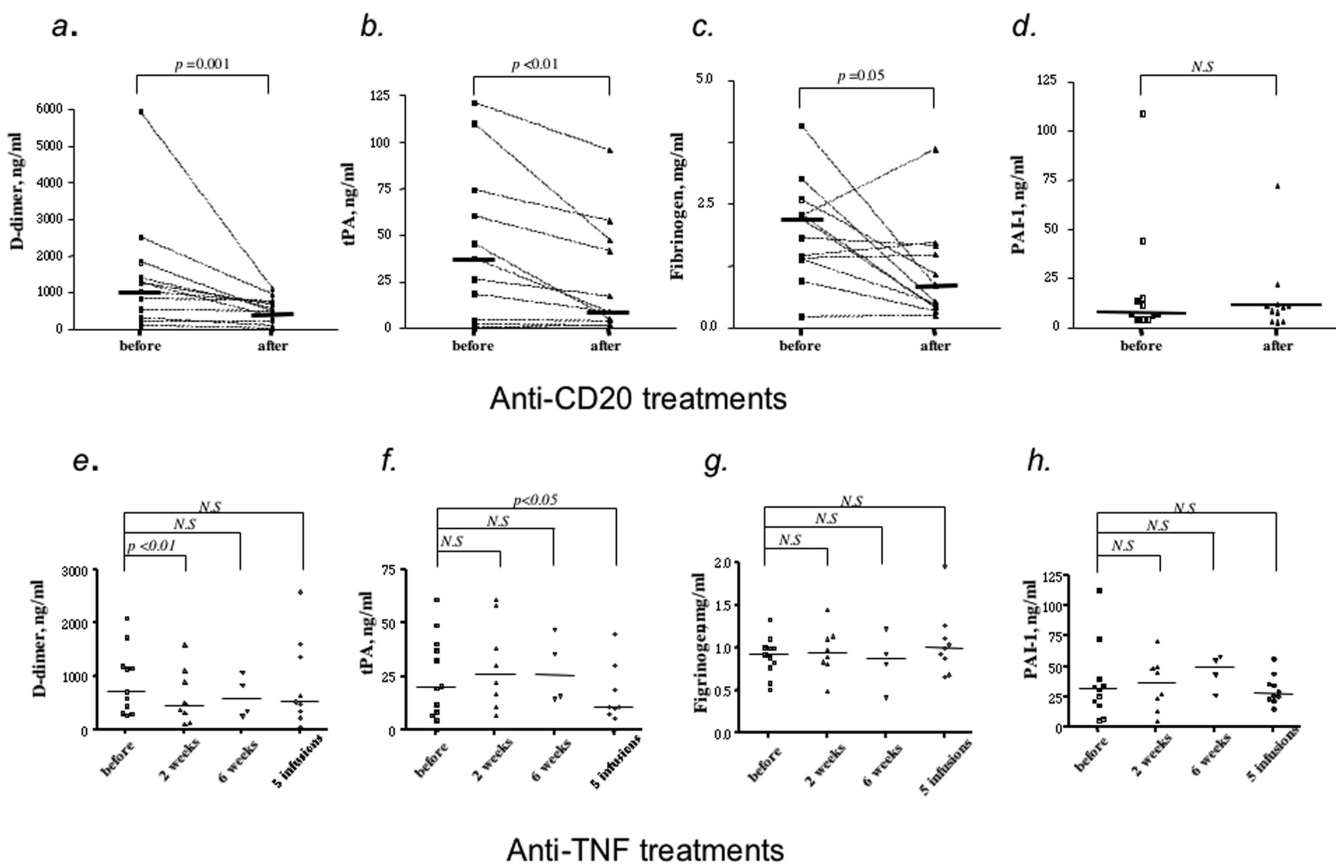 a.
b.
c.
d.
p=0.001
p <0.01
p=0.05
N.S
D-dimer, ng/ml
6000
5000
4000
3000
2000
1000
0
before
after
tPA, ng/ml
125
100
75
50
25
0
before
after
Fibrinogen, mg/ml
5.0
2.5
0.0
before
after
PAI-1, ng/ml
125
100
75
50
25
0
before
after
Anti-CD20 treatments
e.
f.
g.
h.
N.S
N.S
p <0.01
D-dimer, ng/ml
3000
2000
1000
0
before
2 weeks
6 weeks
5 infusions
p<0.05
N.S
N.S
tPA, ng/ml
75
50
25
0
before
2 weeks
6 weeks
5 infusions
N.S
N.S
N.S
Figrinogen mg/ml
2.0
1.5
1.0
0.5
0.0
before
2 weeks
6 weeks
5 infusions
N.S
N.S
N.S
PAI-1, ng/ml
125
100
75
50
25
0
before
2 weeks
6 weeks
5 infusions
Anti-TNF treatments